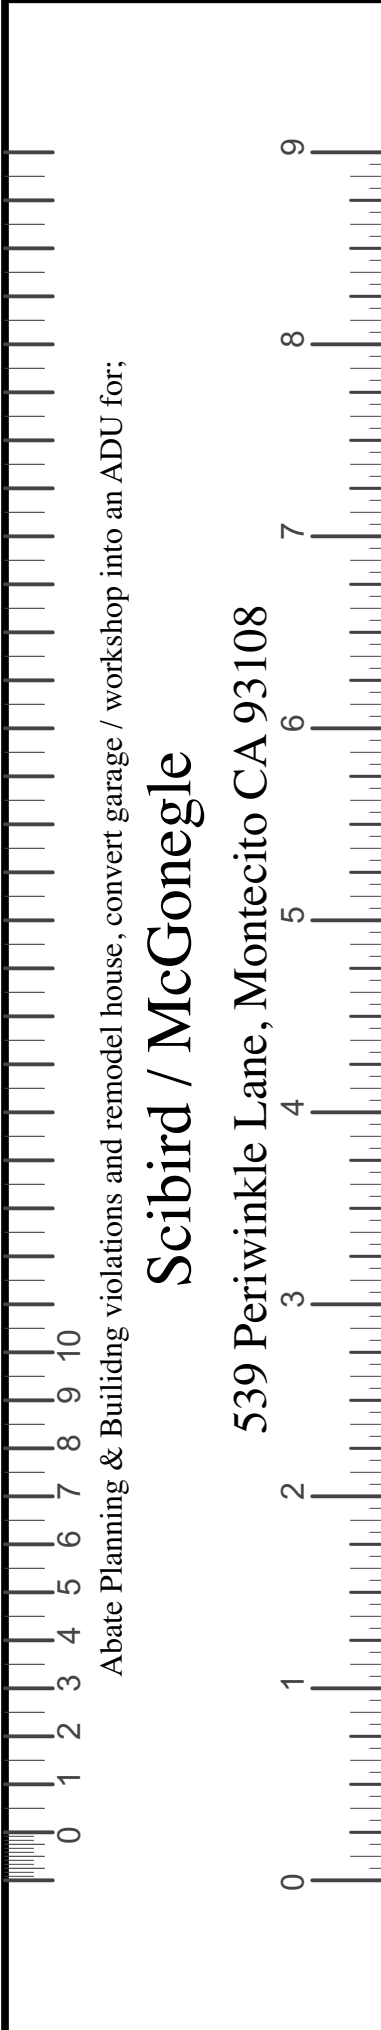 0 1 2 3 4 5 6 7 8 9 10
Abate Planning & Builidng violations and remodel house, convert garage / workshop into an ADU for;
Scibird / McGonegle
539 Periwinkle Lane, Montecito CA 93108
0 1 2 3 4 5 6 7 8 9